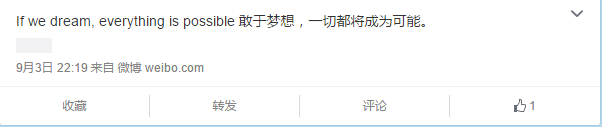 If we dream, everything is possible 敢于梦想，一切都将成为可能。
9月3日 22:19 来自 微博 weibo.com
收藏 转发 评论 1